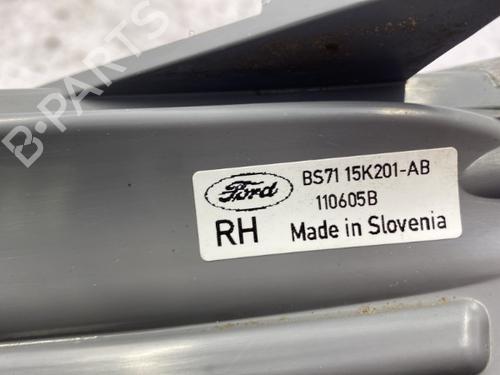 B-PARTS
Ford
BS71 15K201-AB
110605B
RH Made in Slovenia